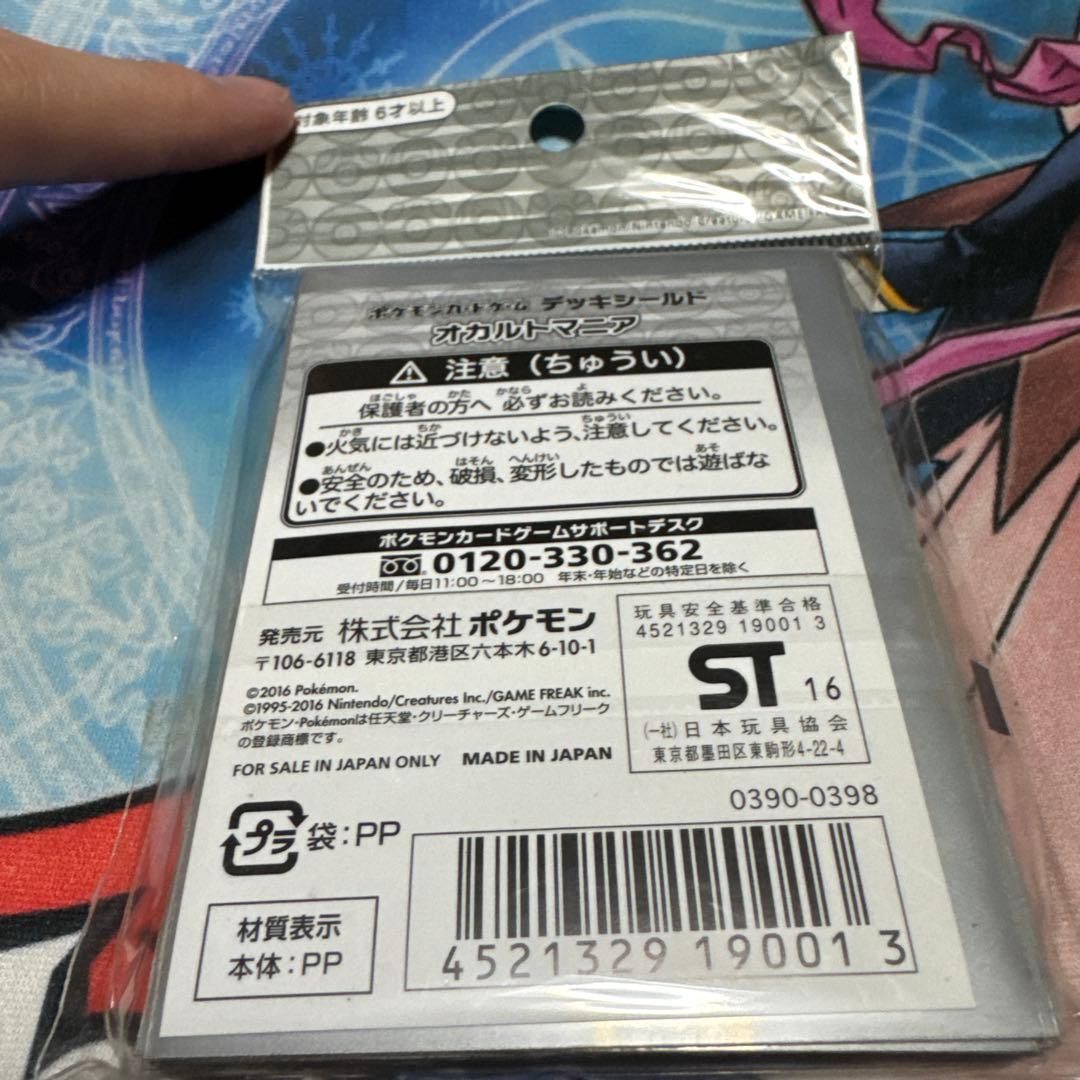 対象年齢 6才以上
ポケモンカードゲーム デッキシールド
オカルトマニア
注意（ちゅうい）
保護者の方へ 必ずお読みください。
●火気には近づけないよう、注意してください。
●安全のため、破損、変形したものでは遊ばな
いでください。
ポケモンカードゲームサポートデスク
0120-330-362
受付時間/毎日11:00～18:00 年末・年始などの特定日を除く
発売元 株式会社 ポケモン
〒106-6118 東京都港区六本木6-10-1
©2016 Pokémon.
©1995-2016 Nintendo/Creatures Inc./GAME FREAK inc.
ポケモン・Pokémonは任天堂・クリーチャーズ・ゲームフリーク
の登録商標です。
FOR SALE IN JAPAN ONLY MADE IN JAPAN
玩具安全基準合格
4521329 19001 3
ST 16
(一社)日本玩具協会
東京都墨田区東駒形4-22-4
0390-0398
プラ 袋:PP
材質表示
本体:PP
4521329 19001 3